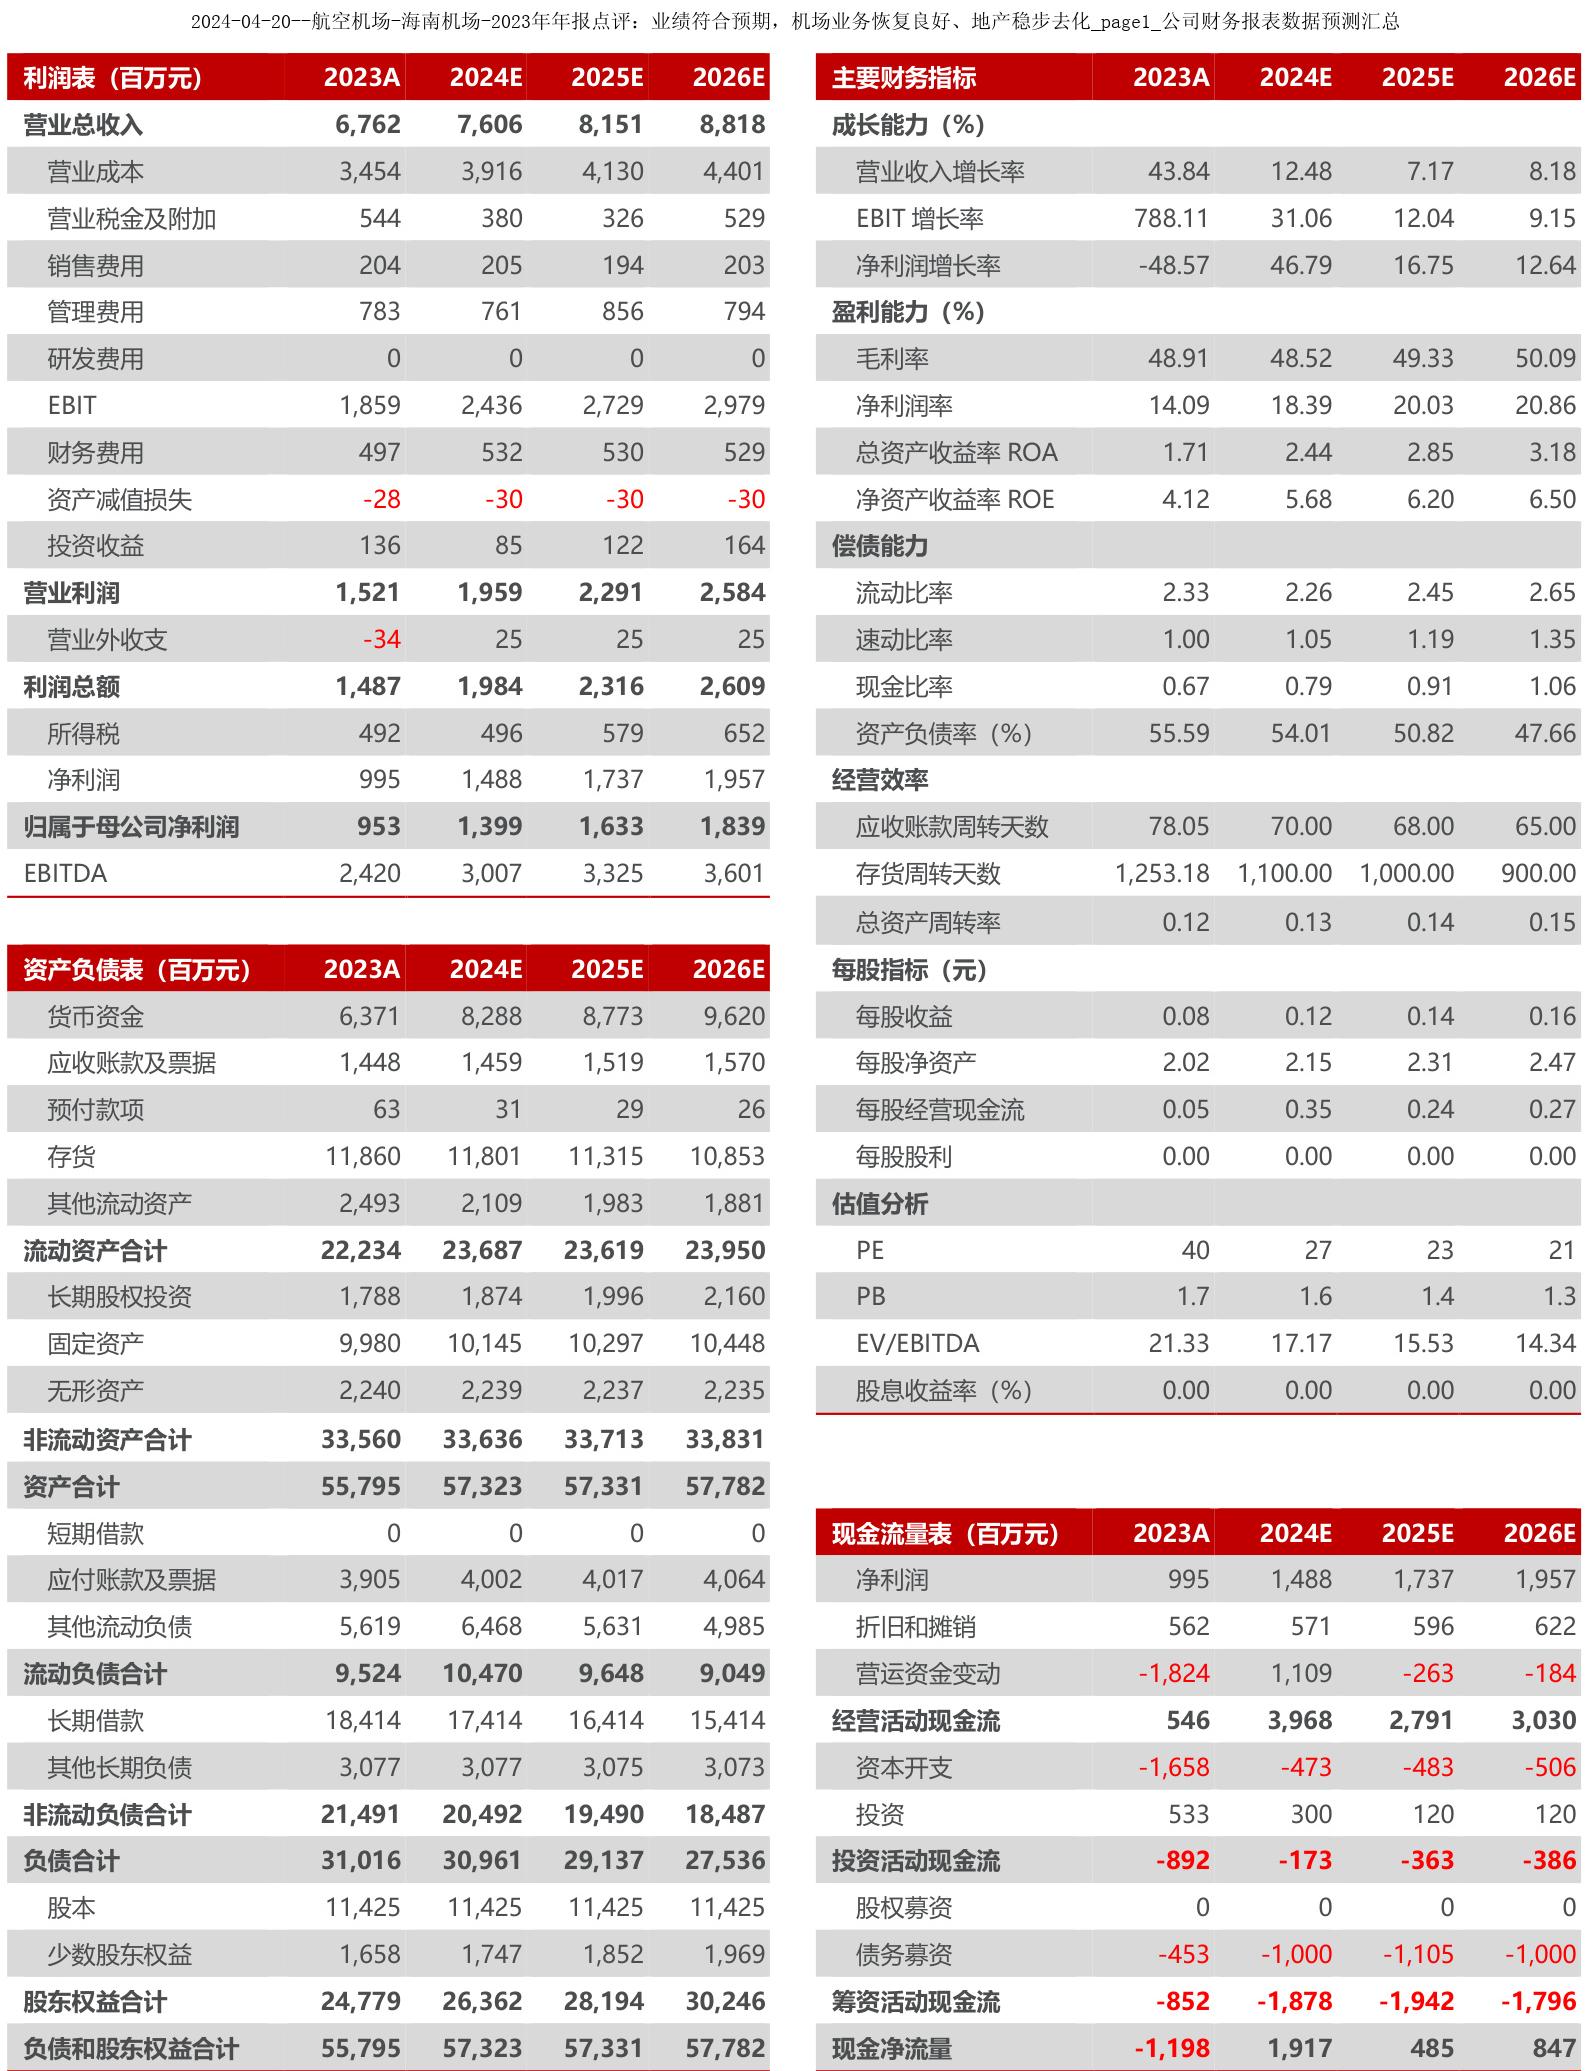 2024-04-20--航空机场-海南机场-2023年年报点评：业绩符合预期，机场业务恢复良好、地产稳步去化_page1_公司财务报表数据预测汇总
利润表（百万元） 2023A 2024E 2025E 2026E
营业总收入 6,762 7,606 8,151 8,818
营业成本 3,454 3,916 4,130 4,401
营业税金及附加 544 380 326 529
销售费用 204 205 194 203
管理费用 783 761 856 794
研发费用 0 0 0 0
EBIT 1,859 2,436 2,729 2,979
财务费用 497 532 530 529
资产减值损失 -28 -30 -30 -30
投资收益 136 85 122 164
营业利润 1,521 1,959 2,291 2,584
营业外收支 -34 25 25 25
利润总额 1,487 1,984 2,316 2,609
所得税 492 496 579 652
净利润 995 1,488 1,737 1,957
归属于母公司净利润 953 1,399 1,633 1,839
EBITDA 2,420 3,007 3,325 3,601
资产负债表（百万元） 2023A 2024E 2025E 2026E
货币资金 6,371 8,288 8,773 9,620
应收账款及票据 1,448 1,459 1,519 1,570
预付款项 63 31 29 26
存货 11,860 11,801 11,315 10,853
其他流动资产 2,493 2,109 1,983 1,881
流动资产合计 22,234 23,687 23,619 23,950
长期股权投资 1,788 1,874 1,996 2,160
固定资产 9,980 10,145 10,297 10,448
无形资产 2,240 2,239 2,237 2,235
非流动资产合计 33,560 33,636 33,713 33,831
资产合计 55,795 57,323 57,331 57,782
短期借款 0 0 0 0
应付账款及票据 3,905 4,002 4,017 4,064
其他流动负债 5,619 6,468 5,631 4,985
流动负债合计 9,524 10,470 9,648 9,049
长期借款 18,414 17,414 16,414 15,414
其他长期负债 3,077 3,077 3,075 3,073
非流动负债合计 21,491 20,492 19,490 18,487
负债合计 31,016 30,961 29,137 27,536
股本 11,425 11,425 11,425 11,425
少数股东权益 1,658 1,747 1,852 1,969
股东权益合计 24,779 26,362 28,194 30,246
负债和股东权益合计 55,795 57,323 57,331 57,782
主要财务指标 2023A 2024E 2025E 2026E
成长能力（%）
营业收入增长率 43.84 12.48 7.17 8.18
EBIT 增长率 788.11 31.06 12.04 9.15
净利润增长率 -48.57 46.79 16.75 12.64
盈利能力（%）
毛利率 48.91 48.52 49.33 50.09
净利润率 14.09 18.39 20.03 20.86
总资产收益率 ROA 1.71 2.44 2.85 3.18
净资产收益率 ROE 4.12 5.68 6.20 6.50
偿债能力
流动比率 2.33 2.26 2.45 2.65
速动比率 1.00 1.05 1.19 1.35
现金比率 0.67 0.79 0.91 1.06
资产负债率（%） 55.59 54.01 50.82 47.66
经营效率
应收账款周转天数 78.05 70.00 68.00 65.00
存货周转天数 1,253.18 1,100.00 1,000.00 900.00
总资产周转率 0.12 0.13 0.14 0.15
每股指标（元）
每股收益 0.08 0.12 0.14 0.16
每股净资产 2.02 2.15 2.31 2.47
每股经营现金流 0.05 0.35 0.24 0.27
每股股利 0.00 0.00 0.00 0.00
估值分析
PE 40 27 23 21
PB 1.7 1.6 1.4 1.3
EV/EBITDA 21.33 17.17 15.53 14.34
股息收益率（%） 0.00 0.00 0.00 0.00
现金流量表（百万元） 2023A 2024E 2025E 2026E
净利润 995 1,488 1,737 1,957
折旧和摊销 562 571 596 622
营运资金变动 -1,824 1,109 -263 -184
经营活动现金流 546 3,968 2,791 3,030
资本开支 -1,658 -473 -483 -506
投资 533 300 120 120
投资活动现金流 -892 -173 -363 -386
股权募资 0 0 0 0
债务募资 -453 -1,000 -1,105 -1,000
筹资活动现金流 -852 -1,878 -1,942 -1,796
现金净流量 -1,198 1,917 485 847